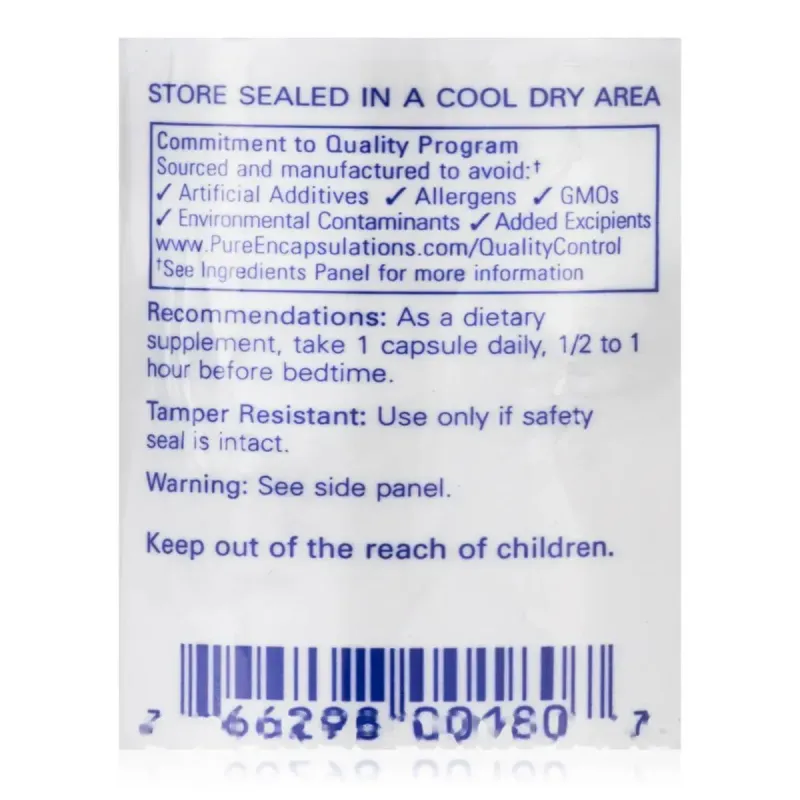 STORE SEALED IN A COOL DRY AREA
Commitment to Quality Program
Sourced and manufactured to avoid:†
✓ Artificial Additives ✓ Allergens ✓ GMOs
✓ Environmental Contaminants ✓ Added Excipients
www.PureEncapsulations.com/QualityControl
†See Ingredients Panel for more information
Recommendations: As a dietary
supplement, take 1 capsule daily, 1/2 to 1
hour before bedtime.
Tamper Resistant: Use only if safety
seal is intact.
Warning: See side panel.
Keep out of the reach of children.
7 66298 00180 7